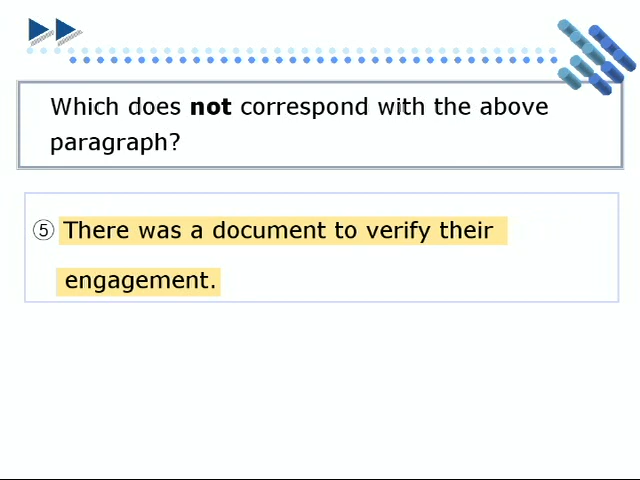 Which does not correspond with the above
paragraph?
⑤ There was a document to verify their
engagement.